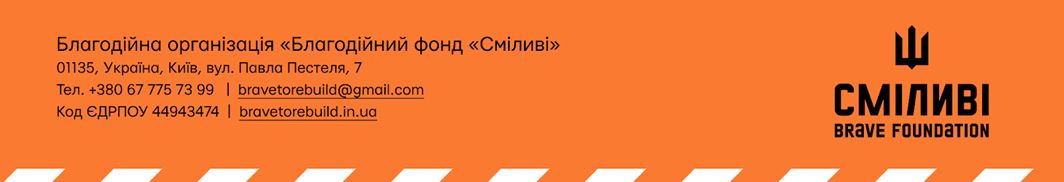 Благодійна організація «Благодійний фонд «Сміливі»
01135, Україна, Київ, вул. Павла Пестеля, 7
Тел. +380 67 775 73 99 | bravetorebuild@gmail.com
Код ЄДРПОУ 44943474 | bravetorebuild.in.ua
СМІЛИВІ
BRAVE FOUNDATION